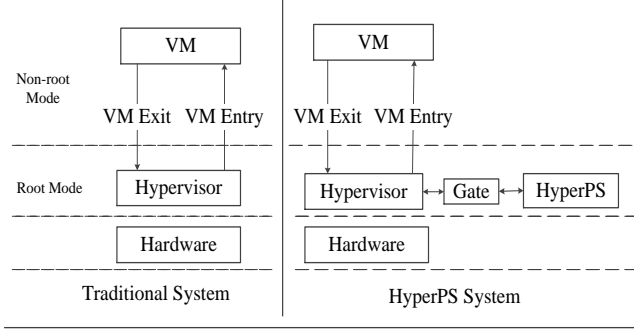 VM
VM
Non-root
Mode
VM Exit VM Entry
VM Exit VM Entry
Root Mode
Hypervisor
Hypervisor
Gate
HyperPS
Hardware
Hardware
Traditional System
HyperPS System